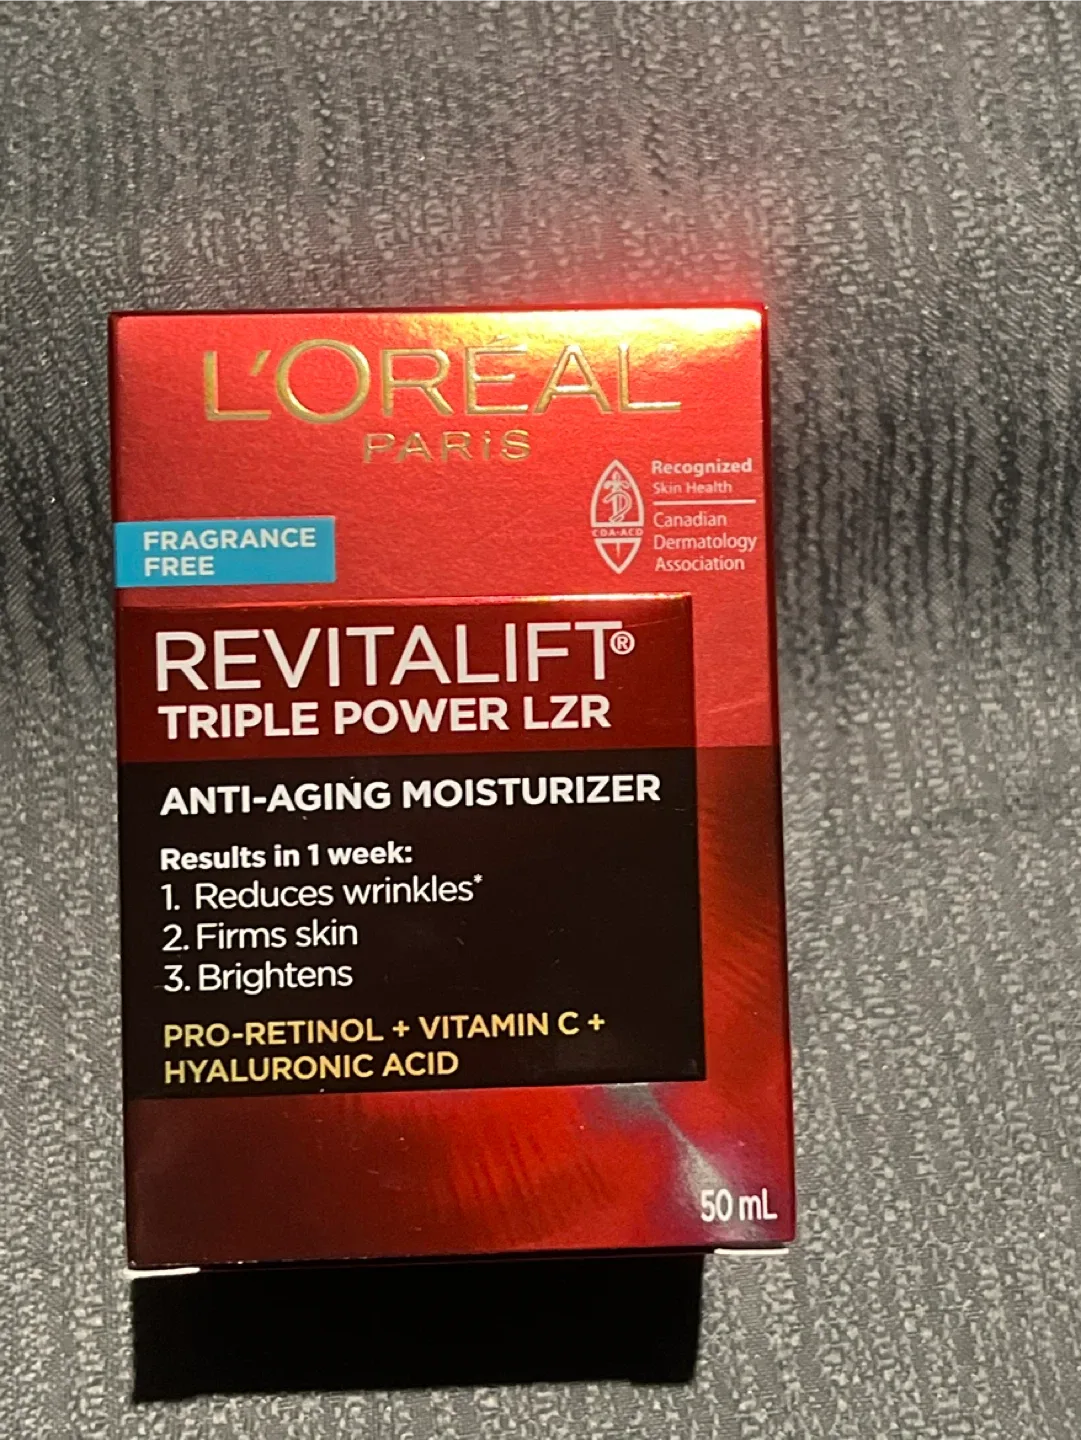 L'ORÉAL
PARiS
Recognized
Skin Health
CDA-ACD
Canadian
Dermatology
Association
FRAGRANCE
FREE
REVITALIFT®
TRIPLE POWER LZR
ANTI-AGING MOISTURIZER
Results in 1 week:
1. Reduces wrinkles*
2. Firms skin
3. Brightens
PRO-RETINOL + VITAMIN C +
HYALURONIC ACID
50 mL